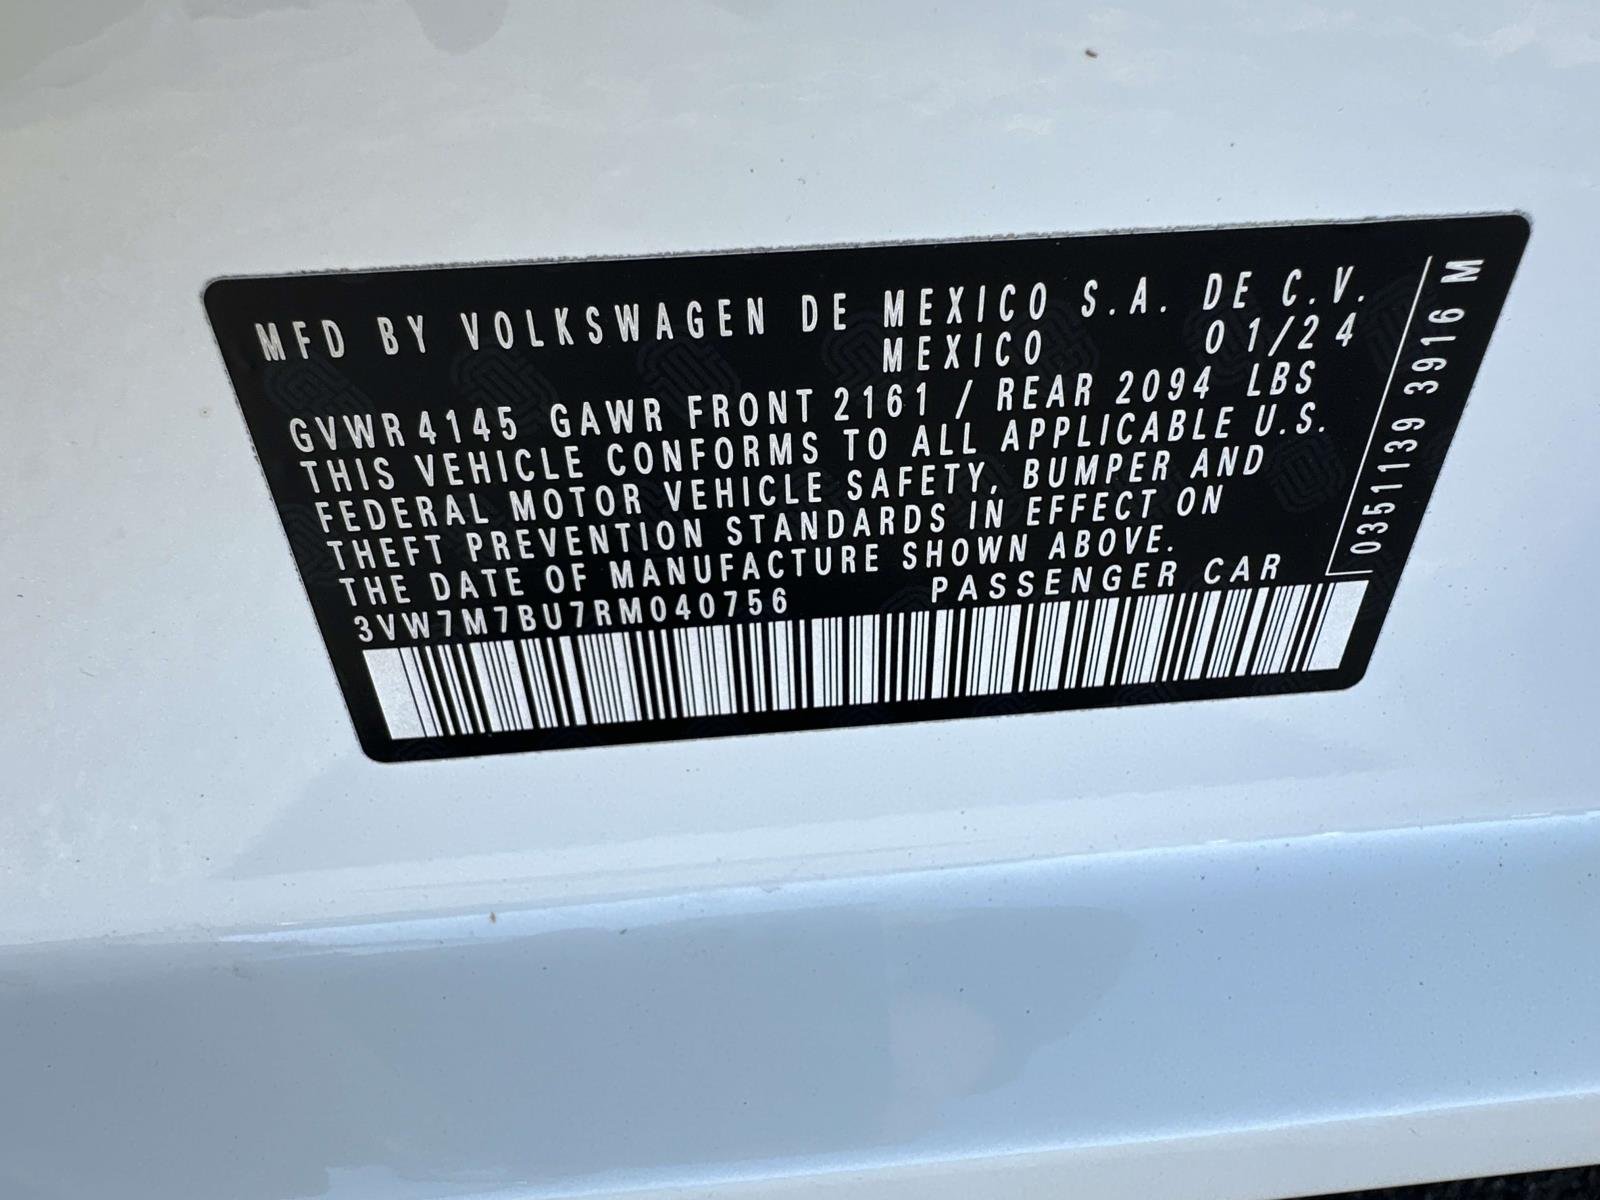 MFD BY VOLKSWAGEN DE MEXICO S.A. DE C.V.
MEXICO 01/24
GVWR 4145 GAWR FRONT 2161 / REAR 2094 LBS
THIS VEHICLE CONFORMS TO ALL APPLICABLE U.S.
FEDERAL MOTOR VEHICLE SAFETY, BUMPER AND
THEFT PREVENTION STANDARDS IN EFFECT ON
THE DATE OF MANUFACTURE SHOWN ABOVE.
3VW7M7BU7RM040756 PASSENGER CAR
0351139 3916 M